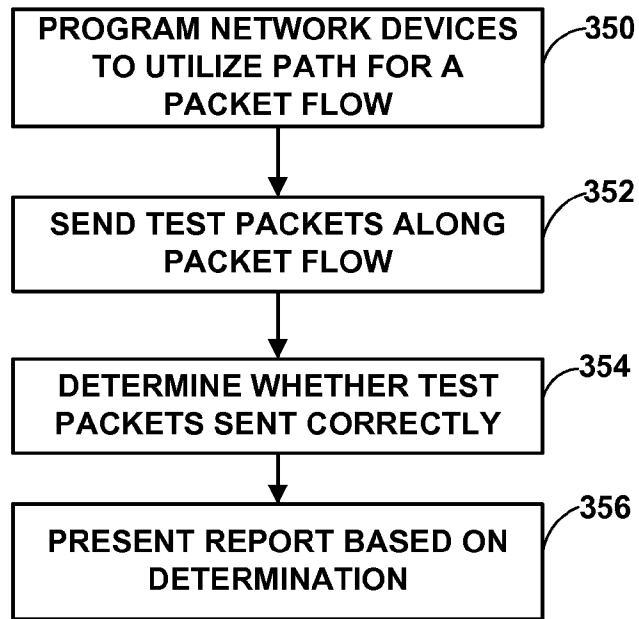 PROGRAM NETWORK DEVICES
TO UTILIZE PATH FOR A
PACKET FLOW
350
SEND TEST PACKETS ALONG
PACKET FLOW
352
DETERMINE WHETHER TEST
PACKETS SENT CORRECTLY
354
PRESENT REPORT BASED ON
DETERMINATION
356